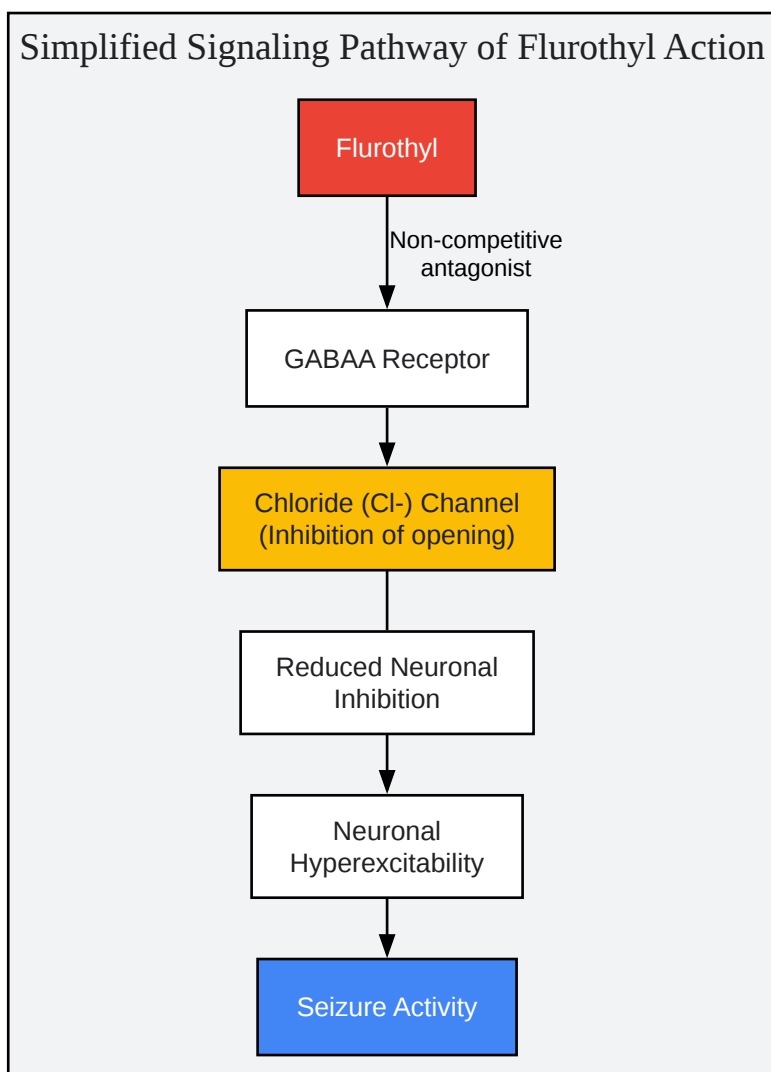 Simplified Signaling Pathway of Flurothyl Action
Flurothyl
Non-competitive
antagonist
GABAA Receptor
Chloride (Cl-) Channel
(Inhibition of opening)
Reduced Neuronal
Inhibition
Neuronal
Hyperexcitability
Seizure Activity